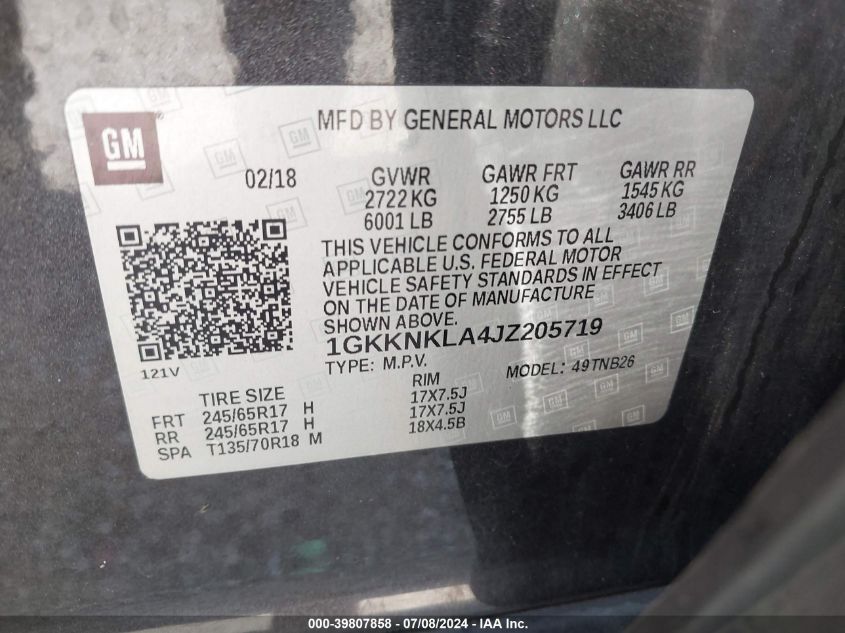 GM
MFD BY GENERAL MOTORS LLC
02/18
GVWR GAWR FRT GAWR RR
2722 KG 1250 KG 1545 KG
6001 LB 2755 LB 3406 LB
THIS VEHICLE CONFORMS TO ALL
APPLICABLE U.S. FEDERAL MOTOR
VEHICLE SAFETY STANDARDS IN EFFECT
ON THE DATE OF MANUFACTURE
SHOWN ABOVE.
1GKKNKLA4JZ205719
TYPE: M.P.V. MODEL: 49TNB26
121V
TIRE SIZE RIM
FRT 245/65R17 H 17X7.5J
RR 245/65R17 H 17X7.5J
SPA T135/70R18 M 18X4.5B
000-39807858 - 07/08/2024 - IAA Inc.